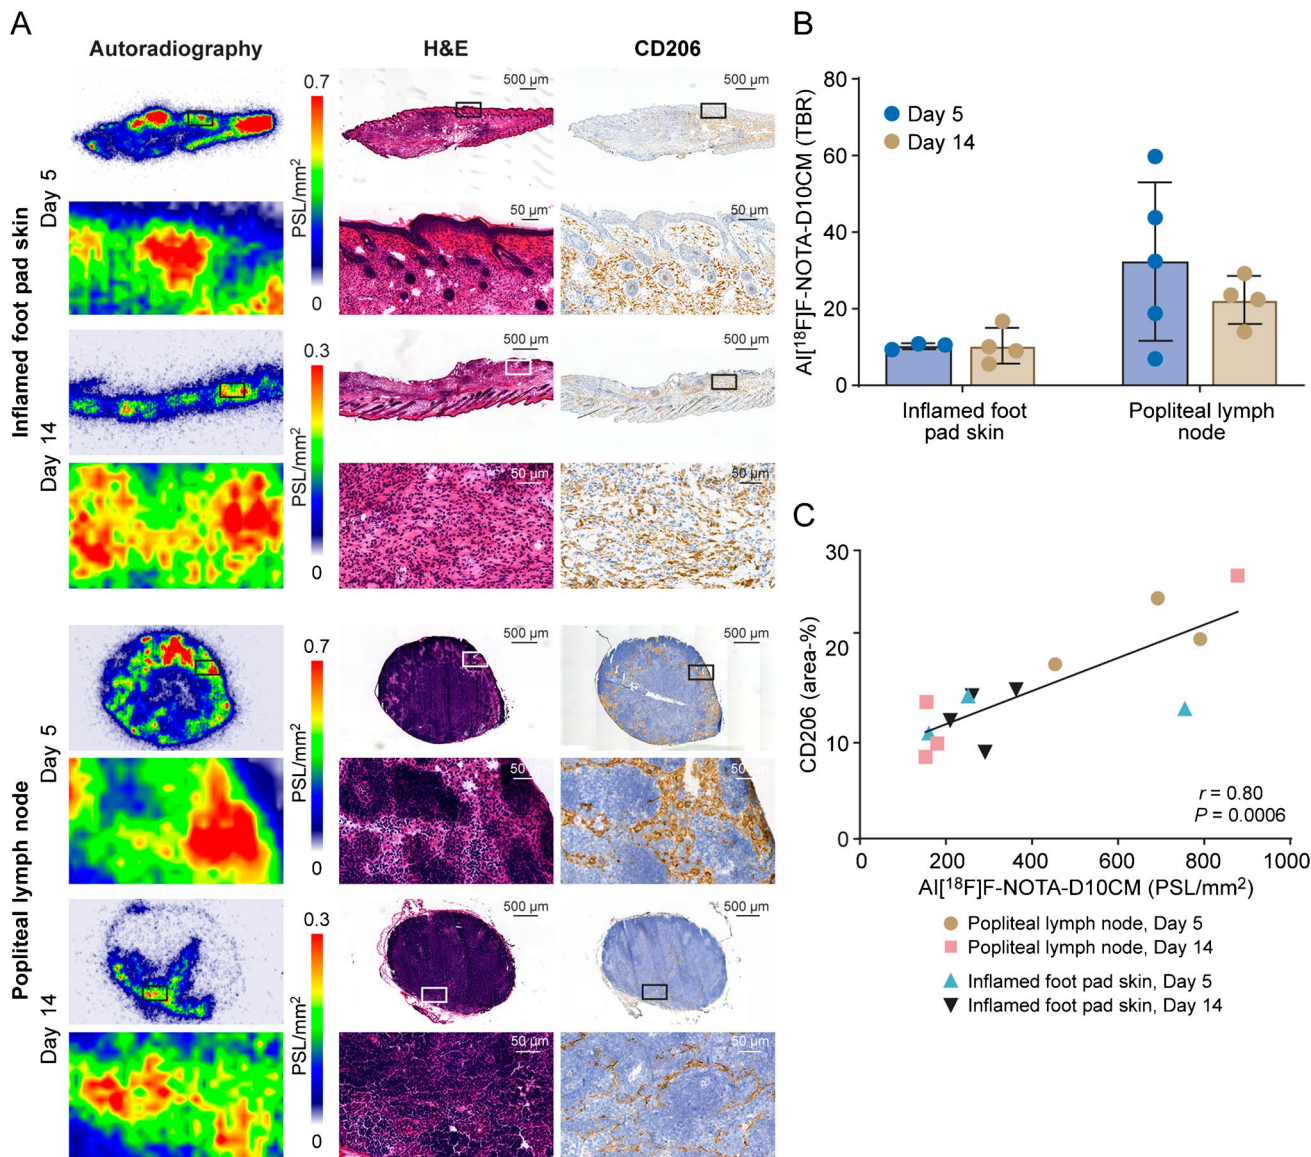 A
Autoradiography
H&E
CD206
Inflamed foot pad skin
Day 5
0.7
PSL/mm²
0
500 µm
500 µm
50 µm
50 µm
Day 14
0.3
PSL/mm²
0
500 µm
500 µm
50 µm
50 µm
Popliteal lymph node
Day 5
0.7
PSL/mm²
0
500 µm
500 µm
50 µm
50 µm
Day 14
0.3
PSL/mm²
0
500 µm
500 µm
50 µm
50 µm
B
Al[¹⁸F]F-NOTA-D10CM (TBR)
80
60
40
20
0
Day 5
Day 14
Inflamed foot
pad skin
Popliteal lymph
node
C
CD206 (area-%)
30
20
10
0
r = 0.80
P = 0.0006
0
200
400
600
800
1000
Al[¹⁸F]F-NOTA-D10CM (PSL/mm²)
Popliteal lymph node, Day 5
Popliteal lymph node, Day 14
Inflamed foot pad skin, Day 5
Inflamed foot pad skin, Day 14